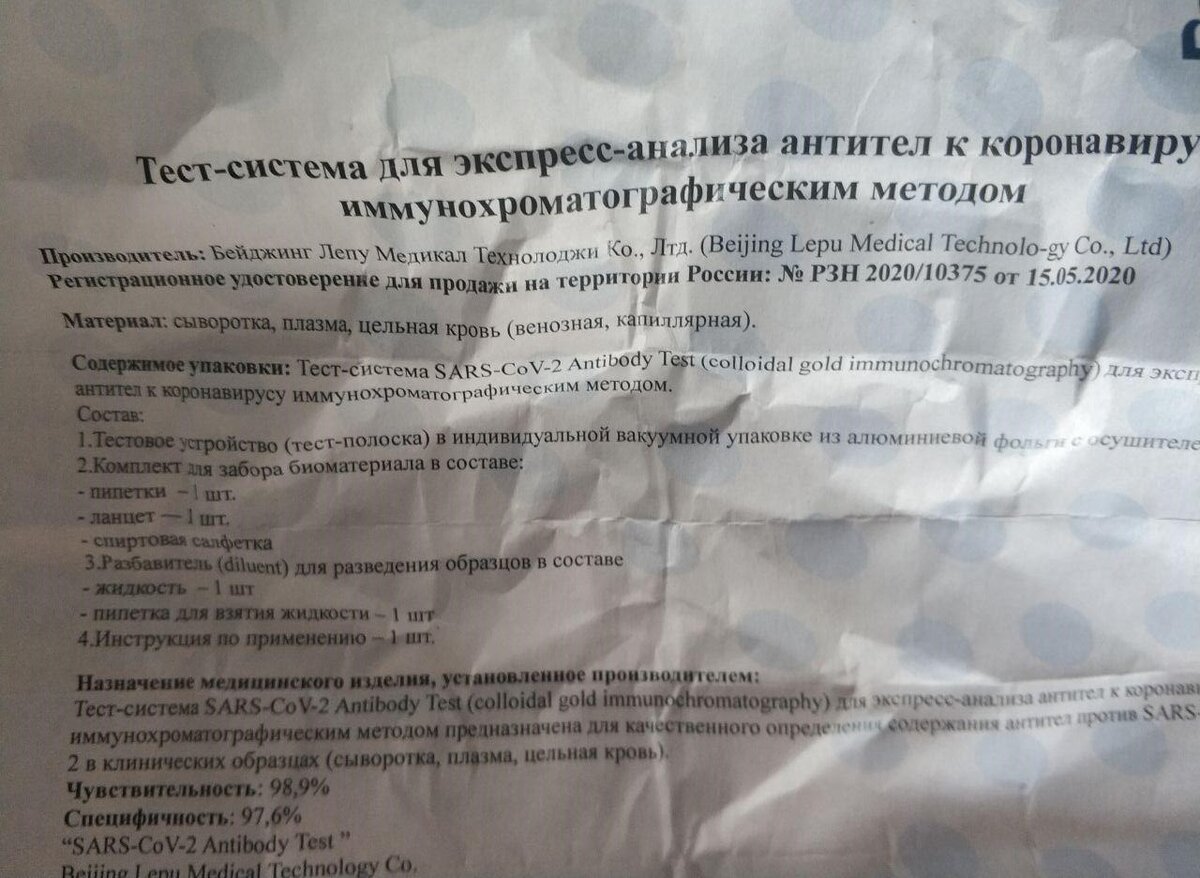 Тест-система для экспресс-анализа антител к коронавиру
иммунохроматографическим методом
Производитель: Бейджинг Лепу Медикал Технолоджи Ко., Лтд. (Beijing Lepu Medical Technolo-gy Co., Ltd)
Регистрационное удостоверение для продажи на территории России: № РЗН 2020/10375 от 15.05.2020
Материал: сыворотка, плазма, цельная кровь (венозная, капиллярная).
Содержимое упаковки: Тест-система SARS-CoV-2 Antibody Test (colloidal gold immunochromatography) для эксп
антител к коронавирусу иммунохроматографическим методом.
Состав:
1.Тестовое устройство (тест-полоска) в индивидуальной вакуумной упаковке из алюминиевой фольги с осушителе
2.Комплект для забора биоматериала в составе:
- пипетки – 1 шт.
- ланцет — 1 шт.
- спиртовая салфетка
3.Разбавитель (diluent) для разведения образцов в составе
- жидкость – 1 шт
- пипетка для взятия жидкости – 1 шт
4.Инструкция по применению – 1 шт.
Назначение медицинского изделия, установленное производителем:
Тест-система SARS-CoV-2 Antibody Test (colloidal gold immunochromatography) для экспресс-анализа антител к коронав
иммунохроматографическим методом предназначена для качественного определения содержания антител против SARS-
2 в клинических образцах (сыворотка, плазма, цельная кровь).
Чувствительность: 98,9%
Специфичность: 97,6%
“SARS-CoV-2 Antibody Test ”
Beijing Lepu Medical Technology Co.